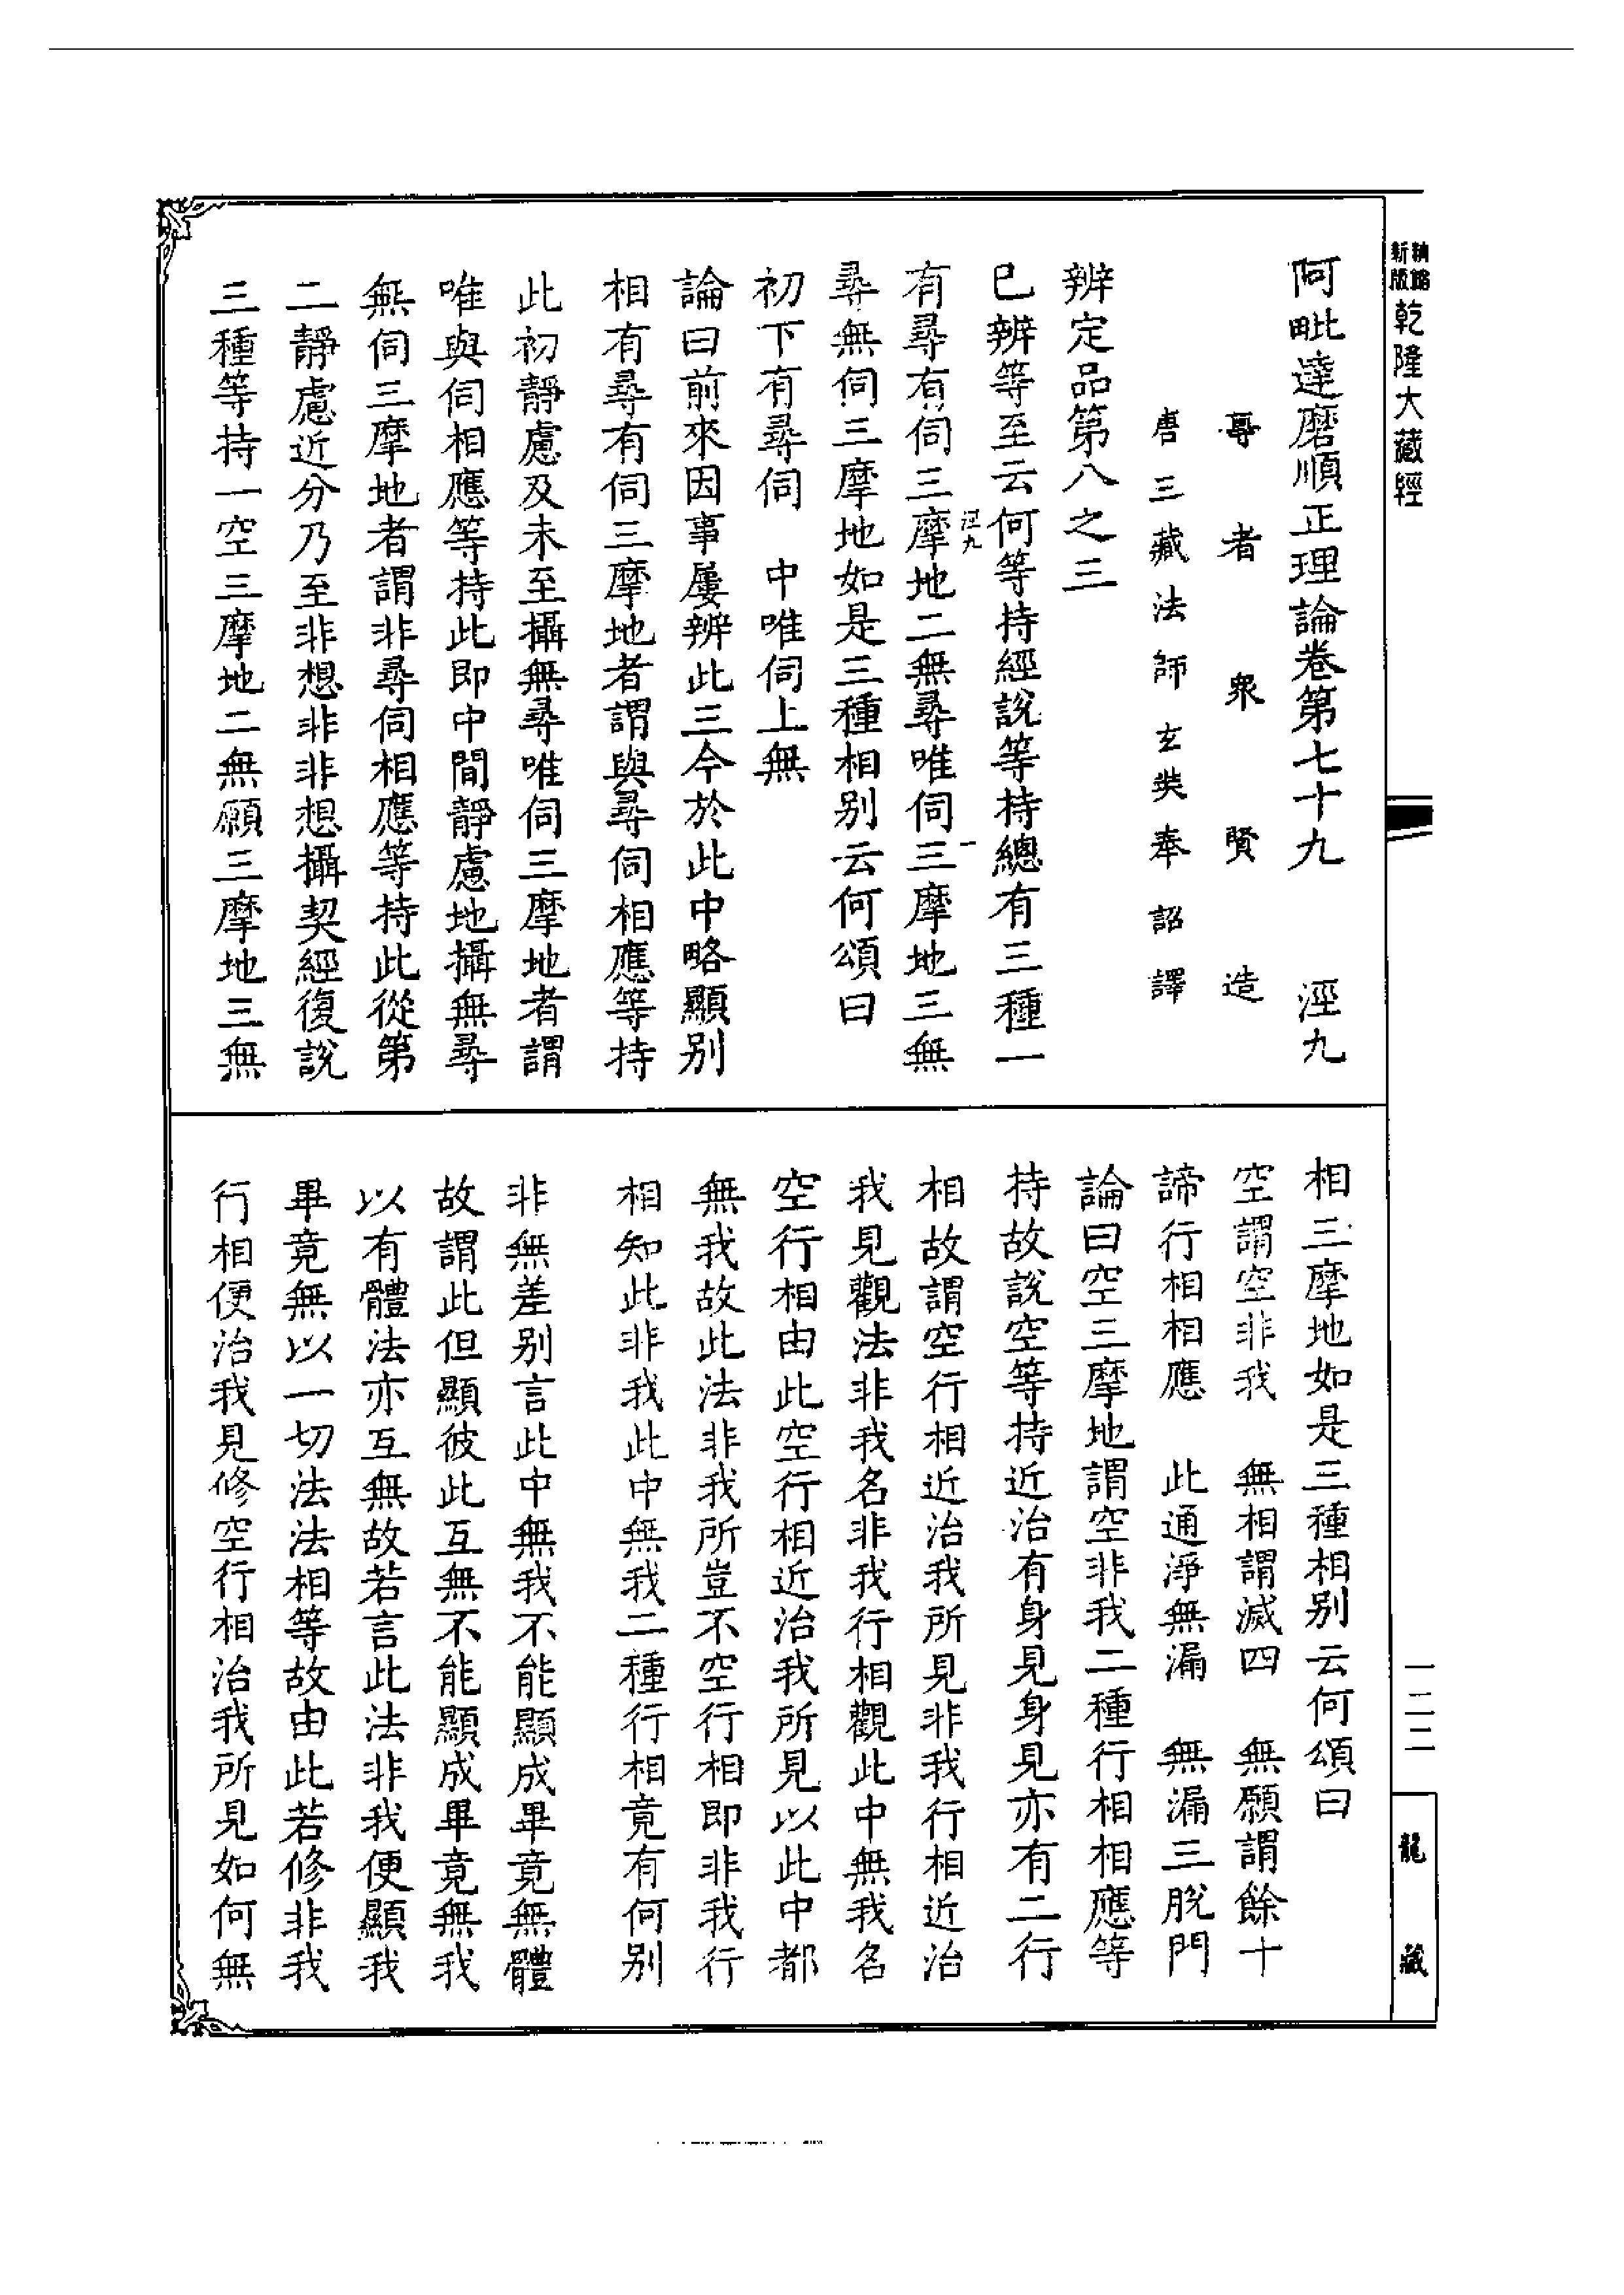 新版 精縮 乾隆大藏經
阿毗達磨順正理論卷第七十九 涇九
尊者衆賢造
唐三藏法師玄奘奉詔譯
辨定品第八之三
已辨等至云何等持經說等持總有三種一
涇九 一
有尋有伺三摩地二無尋唯伺三摩地三無
尋無伺三摩地如是三種相别云何頌曰
初下有尋伺 中唯伺上無
論曰前來因事屢辨此三今於此中略顯别
相有尋有伺三摩地者謂與尋伺相應等持
此初靜慮及未至攝無尋唯伺三摩地者謂
唯與伺相應等持此即中間靜慮地攝無尋
無伺三摩地者謂非尋伺相應等持此從第
二靜慮近分乃至非想非非想攝契經復說
三種等持一空三摩地二無願三摩地三無
相三摩地如是三種相别云何頌曰
空謂空非我 無相謂滅四 無願謂餘十
諦行相相應 此通淨無漏 無漏三脫門
論曰空三摩地謂空非我二種行相相應等
持故說空等持近治有身見身見亦有二行
相故謂空行相近治我所見非我行相近治
我見觀法非我名非我行相觀此中無我名
空行相由此空行相近治我所見以此中都
無我故此法非我所豈不空行相即非我行
相知此非我此中無我二種行相竟有何别
非無差别言此中無我不能顯成畢竟無體
故謂此但顯彼此互無不能顯成畢竟無我
以有體法亦互無故若言此法非我便顯我
畢竟無以一切法法相等故由此若修非我
行相便治我見修空行相治我所見如何無
一二二
龍藏